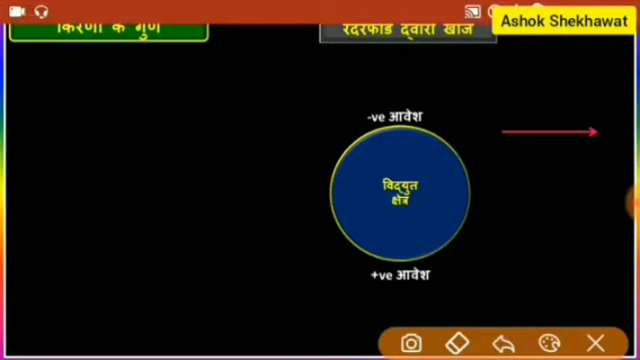 Ashok Shekhawat
किरणों के गुण
रदरफोर्ड द्वारा खोज
-ve आवेश
विद्युत
क्षेत्र
+ve आवेश